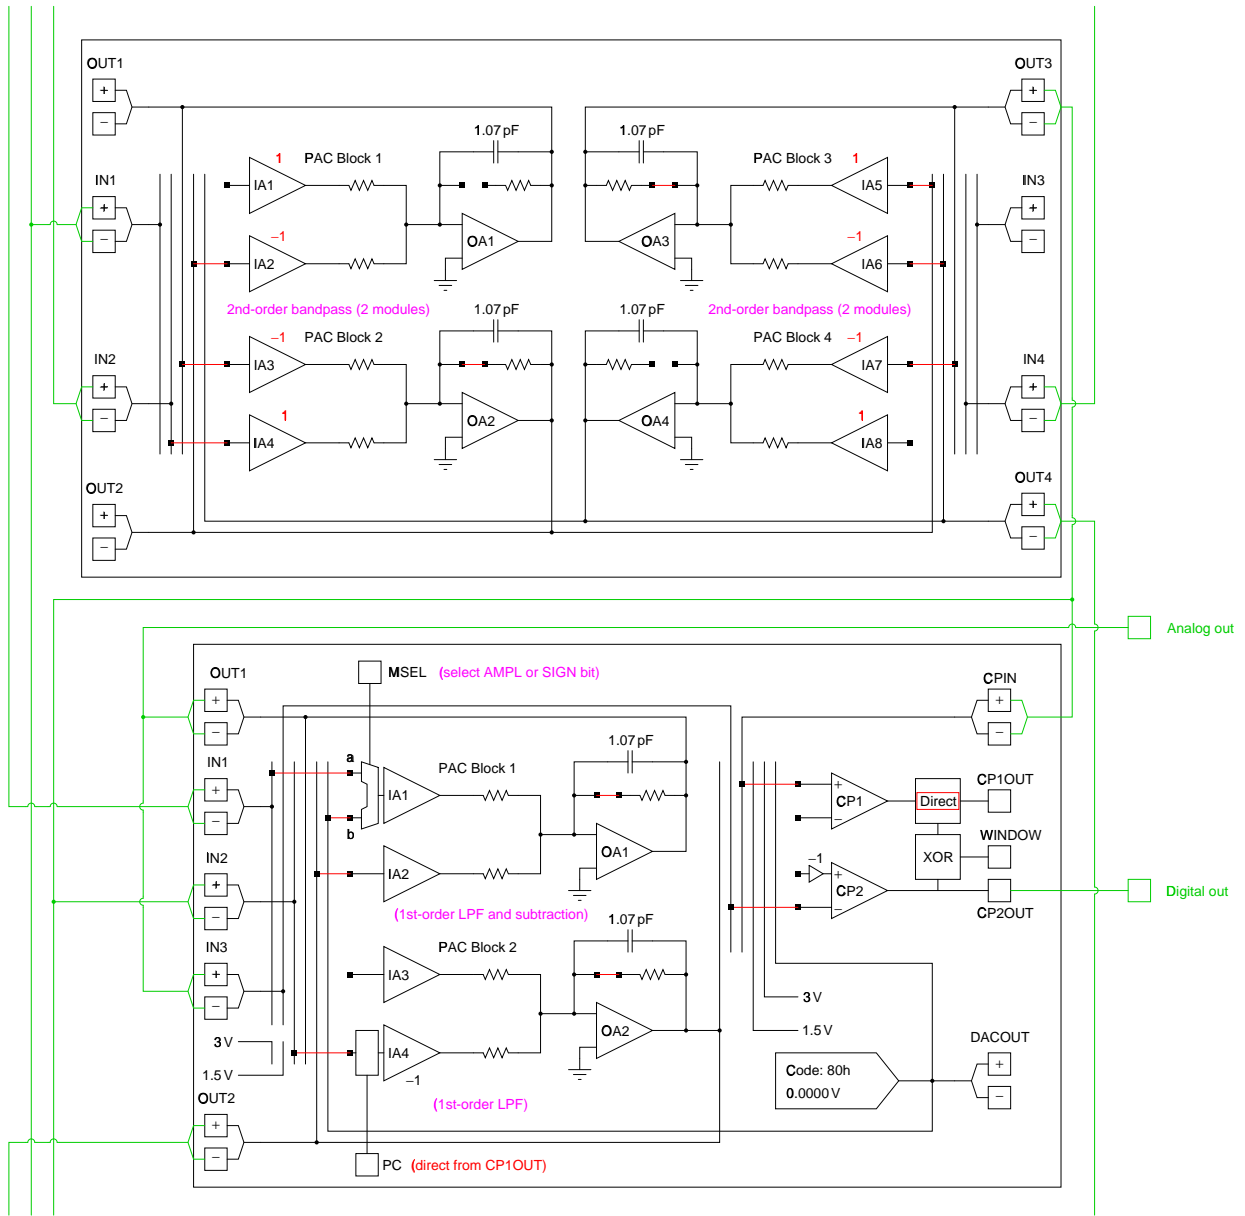 OUT1
OUT3
+
+
−
−
1.07 pF
1.07 pF
1
PAC Block 1
PAC Block 3
1
IN1
IN3
IA1
IA5
+
+
−
−
−1
−1
OA1
OA3
IA2
IA6
2nd-order bandpass (2 modules)
2nd-order bandpass (2 modules)
1.07 pF
1.07 pF
−1
PAC Block 2
PAC Block 4
−1
IN2
IN4
IA3
IA7
+
+
−
−
1
1
OA2
OA4
IA4
IA8
OUT2
OUT4
+
+
−
−
Analog out
OUT1
MSEL (select AMPL or SIGN bit)
CPIN
+
+
−
−
1.07 pF
a
IN1
PAC Block 1
CP1OUT
+
IA1
+
CP1
Direct
−
−
b
WINDOW
IN2
OA1
−1
XOR
+
IA2
+
CP2
Digital out
−
−
(1st-order LPF and subtraction)
CP2OUT
1.07 pF
IN3
PAC Block 2
+
IA3
−
3 V
OA2
1.5 V
3 V
DACOUT
IA4
Code: 80h
+
1.5 V
−1
0.0000 V
−
OUT2
(1st-order LPF)
+
−
PC (direct from CP1OUT)